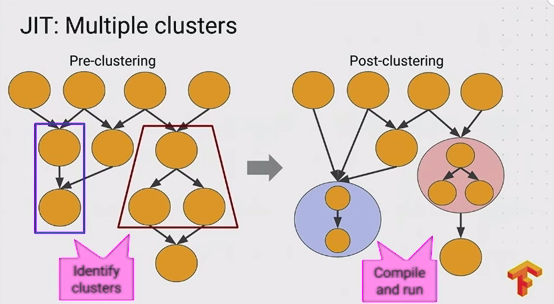 JIT: Multiple clusters
Pre-clustering
Post-clustering
Identify
clusters
Compile
and run